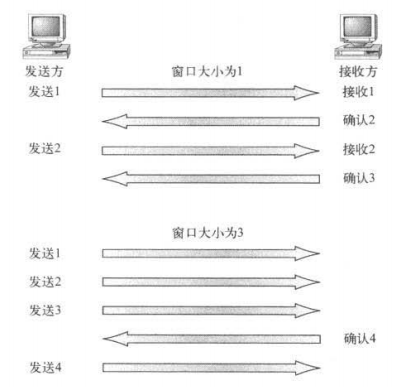 发送方 接收方
窗口大小为1
发送1 接收1
确认2
发送2 接收2
确认3
窗口大小为3
发送1
发送2
发送3
确认4
发送4